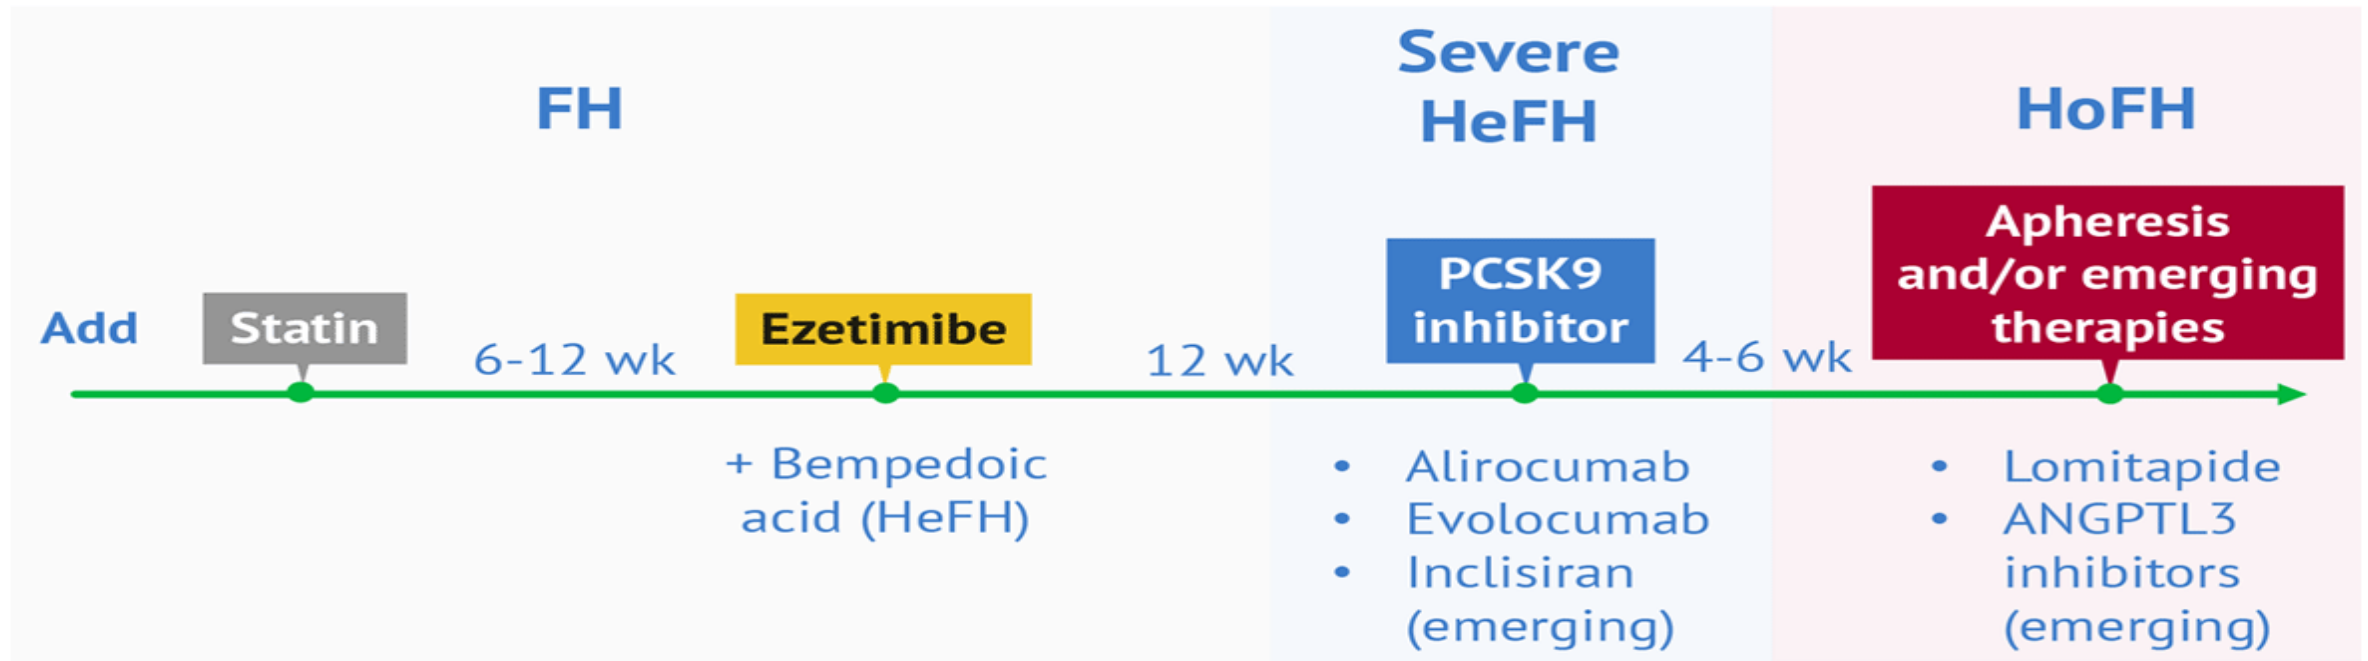 FH
Severe
HeFH
HoFH
Add
Statin
6-12 wk
Ezetimibe
12 wk
PCSK9
inhibitor
4-6 wk
Apheresis
and/or emerging
therapies
+ Bempedoic
acid (HeFH)
• Alirocumab
• Evolocumab
• Inclisiran
(emerging)
• Lomitapide
• ANGPTL3
inhibitors
(emerging)